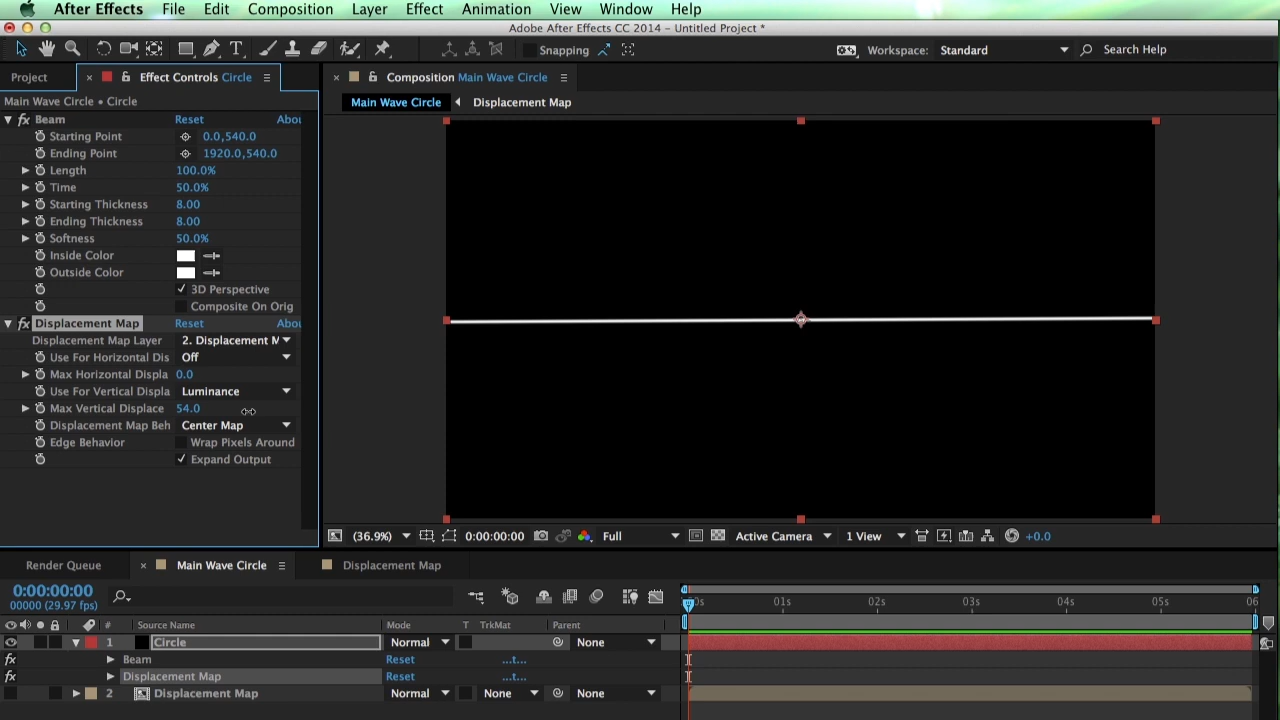 After Effects File Edit Composition Layer Effect Animation View Window Help
Adobe After Effects CC 2014 - Untitled Project *
Snapping Workspace: Standard Search Help
Project × Effect Controls Circle × Composition Main Wave Circle
Main Wave Circle • Circle
Main Wave Circle Displacement Map
fx Beam Reset Abou
Starting Point 0.0,540.0
Ending Point 1920.0,540.0
Length 100.0%
Time 50.0%
Starting Thickness 8.00
Ending Thickness 8.00
Softness 50.0%
Inside Color
Outside Color
3D Perspective
Composite On Orig
fx Displacement Map Reset Abou
Displacement Map Layer 2. Displacement M
Use For Horizontal Dis Off
Max Horizontal Displa 0.0
Use For Vertical Displa Luminance
Max Vertical Displace 54.0
Displacement Map Beh Center Map
Edge Behavior Wrap Pixels Around
Expand Output
(36.9%) 0:00:00:00 Full Active Camera 1 View +0.0
Render Queue × Main Wave Circle Displacement Map
0:00:00:00
00000 (29.97 fps)
0s 01s 02s 03s 04s 05s 06
# Source Name Mode T TrkMat Parent
1 Circle Normal None
fx Beam Reset ...t...
fx Displacement Map Reset ...t...
2 Displacement Map Normal None None